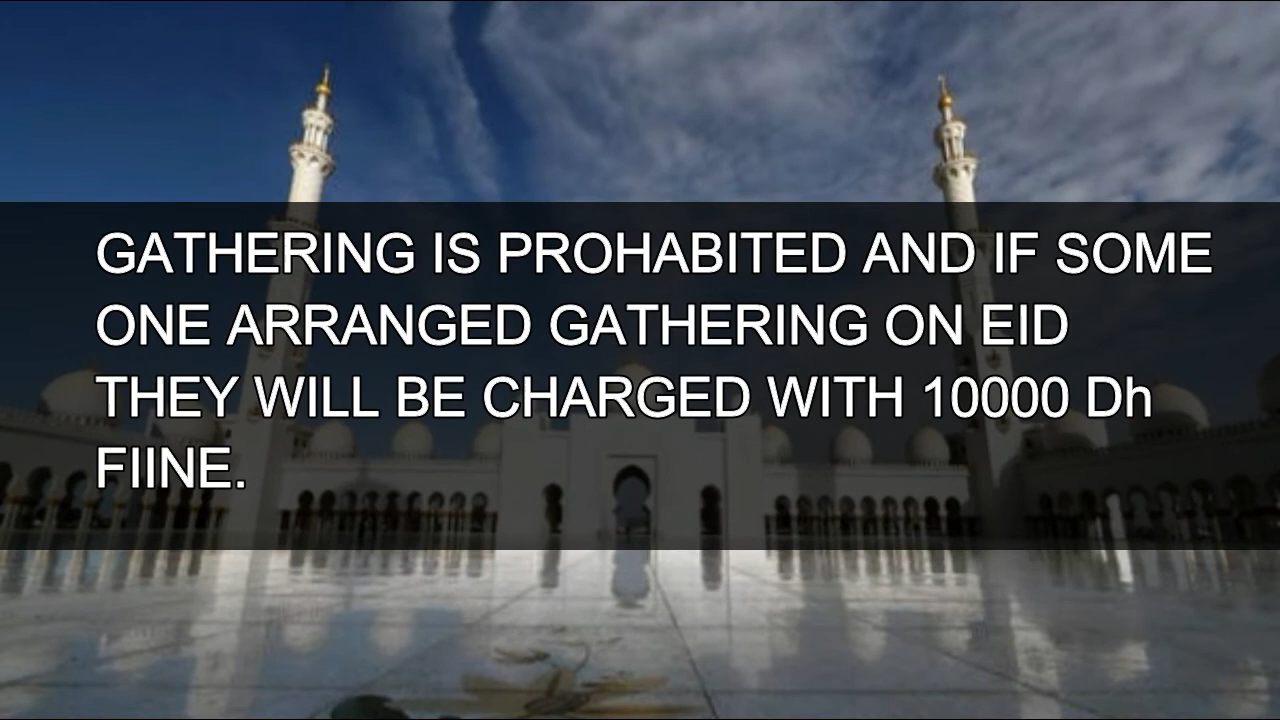 GATHERING IS PROHABITED AND IF SOME
ONE ARRANGED GATHERING ON EID
THEY WILL BE CHARGED WITH 10000 Dh
FIINE.